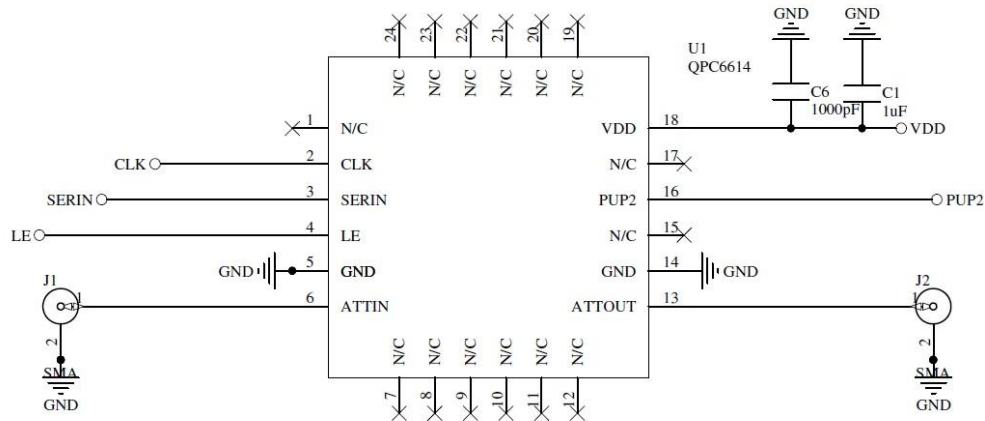 24 23 22 21 20 19
N/C N/C N/C N/C N/C N/C
U1
QPC6614
GND GND
C6
1000pF
C1
1uF
1 N/C VDD 18 VDD
CLK 2 CLK N/C 17
SERIN 3 SERIN PUP2 16 PUP2
LE 4 LE N/C 15
GND 5 GND GND 14 GND
J1 J2
1 6 ATTIN ATTOUT 13 1
2 2
SMA SMA
GND GND
N/C N/C N/C N/C N/C N/C
7 8 9 10 11 12